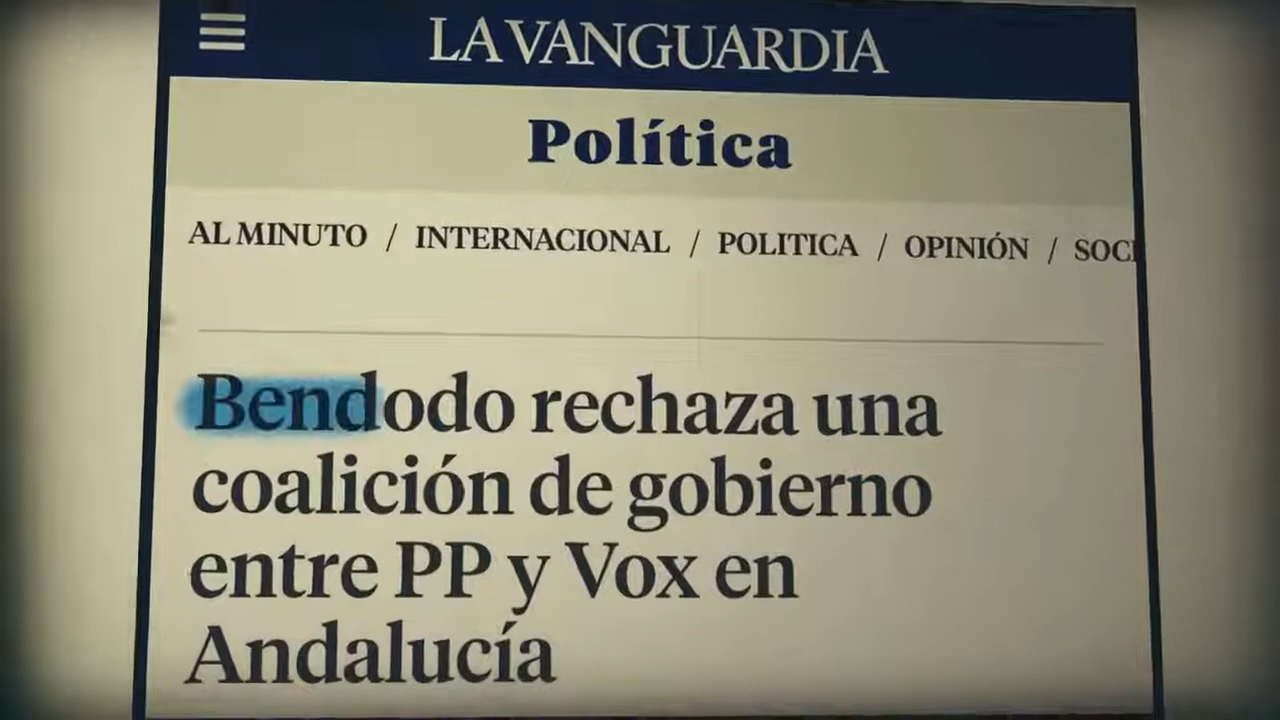 LA VANGUARDIA
Política
AL MINUTO / INTERNACIONAL / POLITICA / OPINIÓN / SOCI
Bendodo rechaza una
coalición de gobierno
entre PP y Vox en
Andalucía